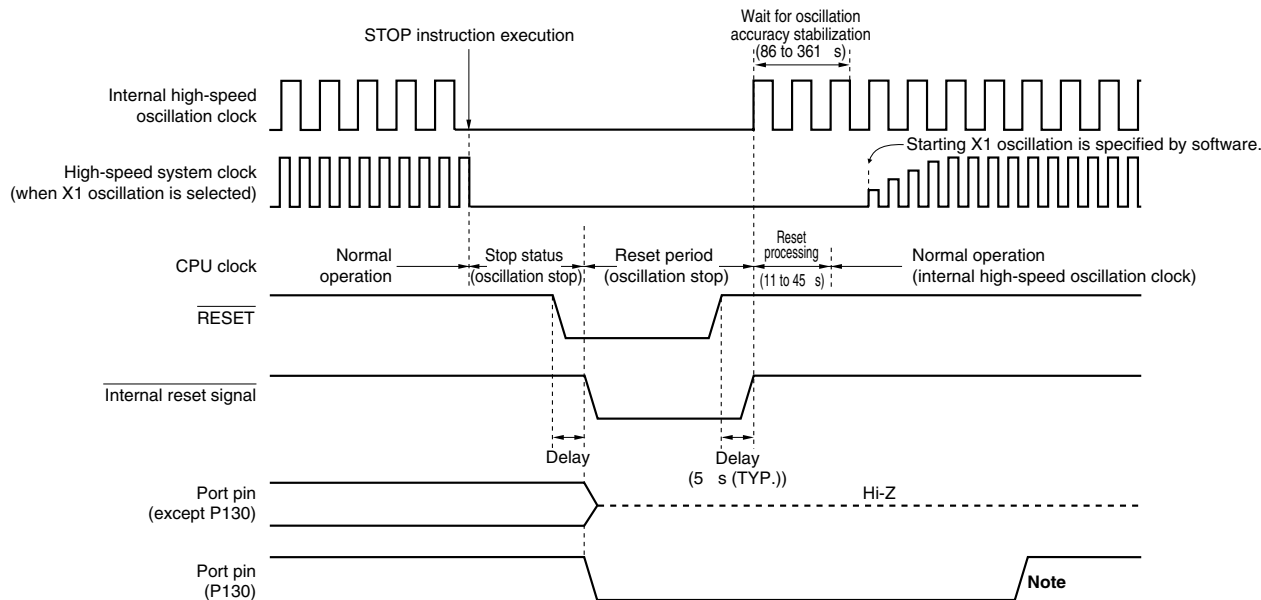 Wait for oscillation
accuracy stabilization
(86 to 361 s)
STOP instruction execution
Internal high-speed
oscillation clock
Starting X1 oscillation is specified by software.
High-speed system clock
(when X1 oscillation is selected)
CPU clock
Normal
operation
Stop status
(oscillation stop)
Reset period
(oscillation stop)
Reset
processing
(11 to 45 s)
Normal operation
(internal high-speed oscillation clock)
RESET
Internal reset signal
Delay
Delay
(5 s (TYP.))
Port pin
(except P130)
Hi-Z
Port pin
(P130)
Note